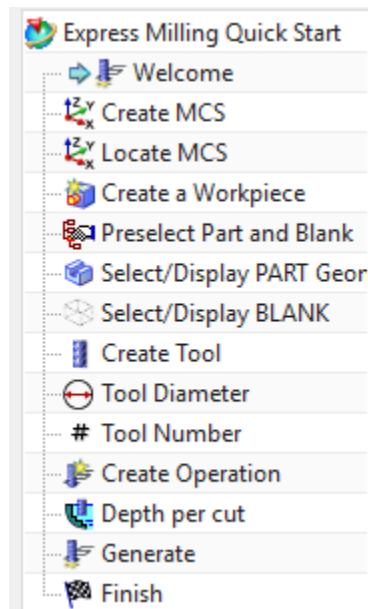 Express Milling Quick Start
Welcome
Create MCS
Locate MCS
Create a Workpiece
Preselect Part and Blank
Select/Display PART Geor
Select/Display BLANK
Create Tool
Tool Diameter
# Tool Number
Create Operation
Depth per cut
Generate
Finish